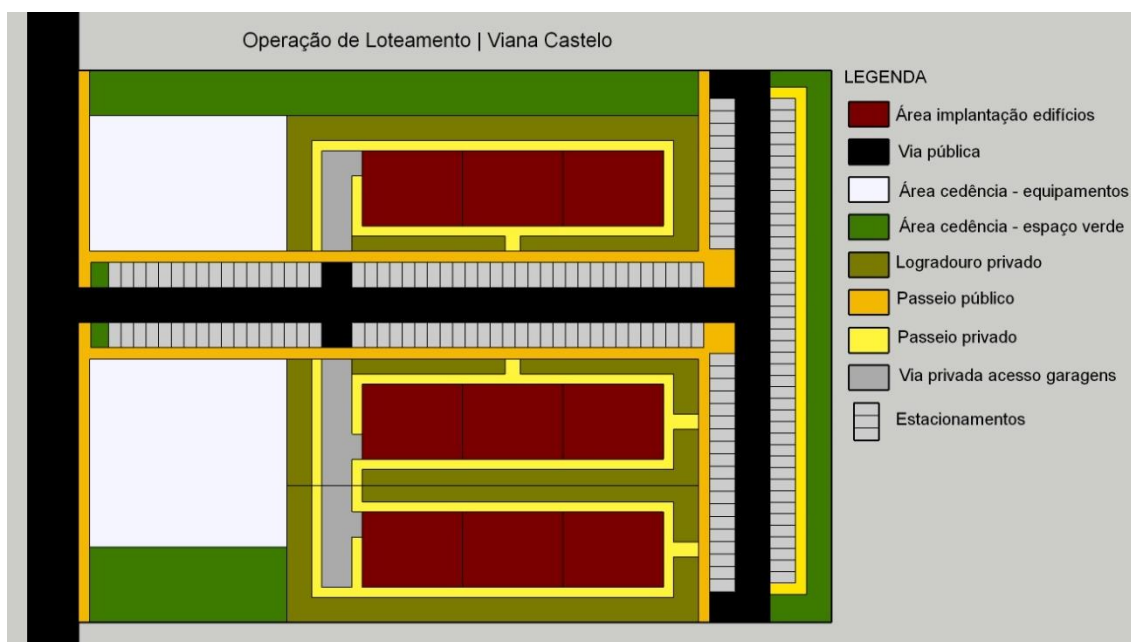 Operação de Loteamento | Viana Castelo
LEGENDA
Área implantação edifícios
Via pública
Área cedência - equipamentos
Área cedência - espaço verde
Logradouro privado
Passeio público
Passeio privado
Via privada acesso garagens
Estacionamentos